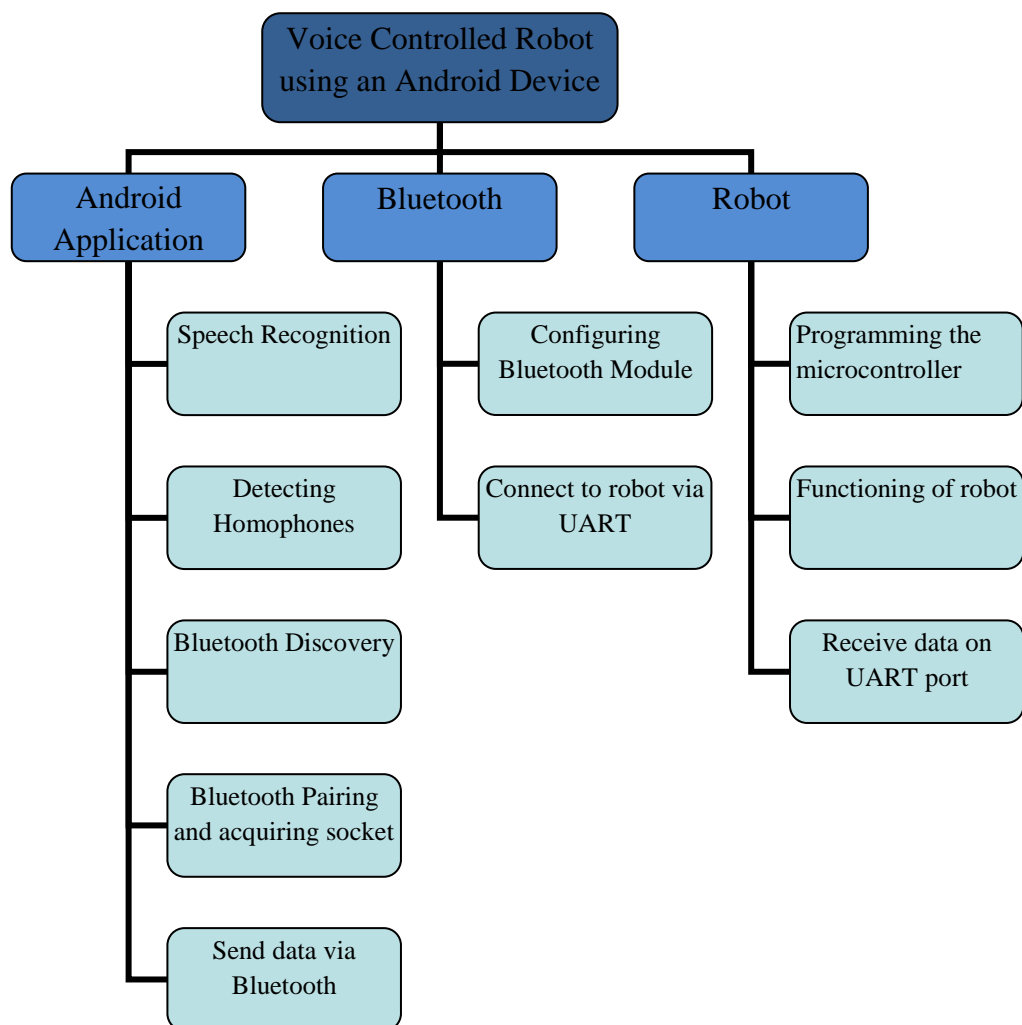 Voice Controlled Robot
using an Android Device
Android
Application
Bluetooth
Robot
Speech Recognition
Detecting
Homophones
Bluetooth Discovery
Bluetooth Pairing
and acquiring socket
Send data via
Bluetooth
Configuring
Bluetooth Module
Connect to robot via
UART
Programming the
microcontroller
Functioning of robot
Receive data on
UART port